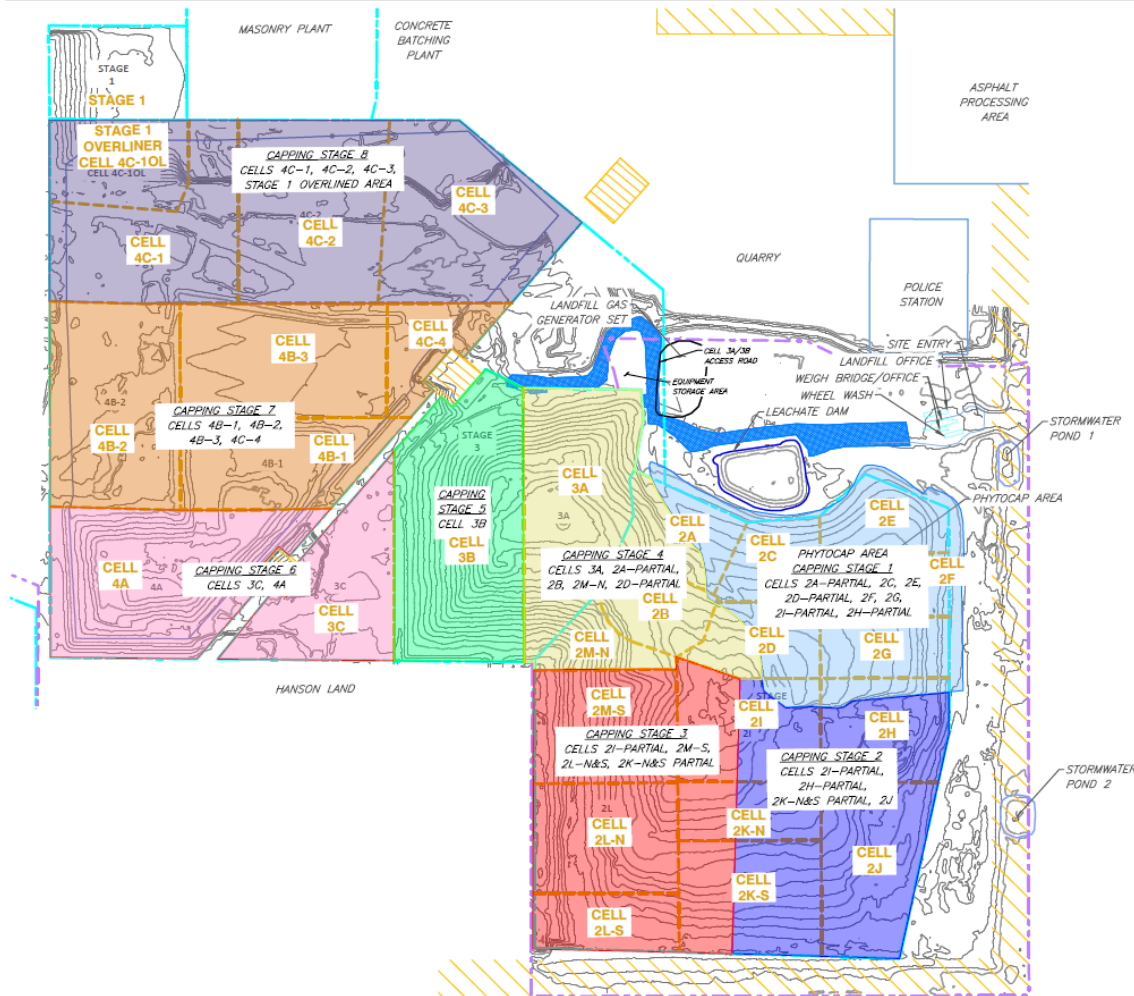 MASONRY PLANT
CONCRETE
BATCHING
PLANT
ASPHALT
PROCESSING
AREA
STAGE
1
STAGE 1
STAGE 1
OVERLINER
CELL 4C-1OL
CELL 4C-1OL
CAPPING STAGE 8
CELLS 4C-1, 4C-2, 4C-3,
STAGE 1 OVERLINED AREA
CELL
4C-3
4C-2
CELL
4C-2
CELL
4C-1
QUARRY
POLICE
STATION
LANDFILL GAS
GENERATOR SET
SITE ENTRY
LANDFILL OFFICE
WEIGH BRIDGE/OFFICE
WHEEL WASH
LEACHATE DAM
CELL 3A/3B
ACCESS ROAD
EQUIPMENT
STORAGE AREA
STORMWATER
POND 1
PHYTOCAP AREA
CELL
4C-4
CELL
4B-3
4B-2
CAPPING STAGE 7
CELLS 4B-1, 4B-2,
4B-3, 4C-4
CELL
4B-2
CELL
4B-1
4B-1
STAGE
3
CAPPING
STAGE 5
CELL 3B
CELL
3B
CELL
3A
3A
CAPPING STAGE 4
CELLS 3A, 2A-PARTIAL,
2B, 2M-N, 2D-PARTIAL
CELL
2A
CELL
2B
CELL
2M-N
CELL
2C
CELL
2E
PHYTOCAP AREA
CAPPING STAGE 1
CELLS 2A-PARTIAL, 2C, 2E,
2D-PARTIAL, 2F, 2G,
2I-PARTIAL, 2H-PARTIAL
CELL
2F
CELL
2D
CELL
2G
CELL
4A
4A
CAPPING STAGE 6
CELLS 3C, 4A
3C
CELL
3C
HANSON LAND
CELL
2M-S
STAGE
CELL
2I
2I
CELL
2H
CAPPING STAGE 3
CELLS 2I-PARTIAL, 2M-S,
2L-N&S, 2K-N&S PARTIAL
CAPPING STAGE 2
CELLS 2I-PARTIAL,
2H-PARTIAL,
2K-N&S PARTIAL, 2J
STORMWATER
POND 2
2L
CELL
2L-N
CELL
2K-N
CELL
2J
CELL
2K-S
CELL
2L-S